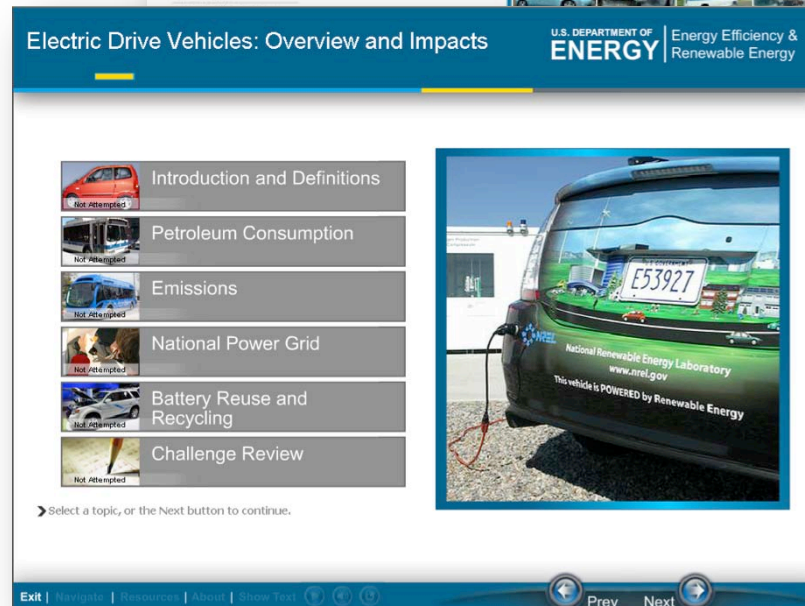 Electric Drive Vehicles: Overview and Impacts
U.S. DEPARTMENT OF
ENERGY
Energy Efficiency &
Renewable Energy
Not Attempted
Introduction and Definitions
Not Attempted
Petroleum Consumption
Not Attempted
Emissions
Not Attempted
National Power Grid
Not Attempted
Battery Reuse and
Recycling
Not Attempted
Challenge Review
Select a topic, or the Next button to continue.
E53927
NREL
National Renewable Energy Laboratory
www.nrel.gov
This vehicle is POWERED by Renewable Energy
Exit | Navigate | Resources | About | Show Text
Prev Next